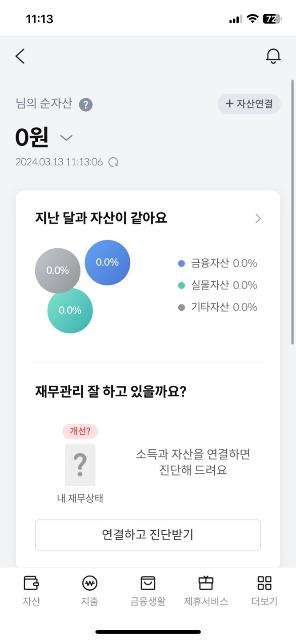 11:13
72
님의 순자산 ?
+ 자산연결
0원
2024.03.13 11:13:06
지난 달과 자산이 같아요
0.0%
0.0%
0.0%
금융자산 0.0%
실물자산 0.0%
기타자산 0.0%
재무관리 잘 하고 있을까요?
개선?
?
내 재무상태
소득과 자산을 연결하면
진단해 드려요
연결하고 진단받기
자산
지출
금융생활
제휴서비스
더보기